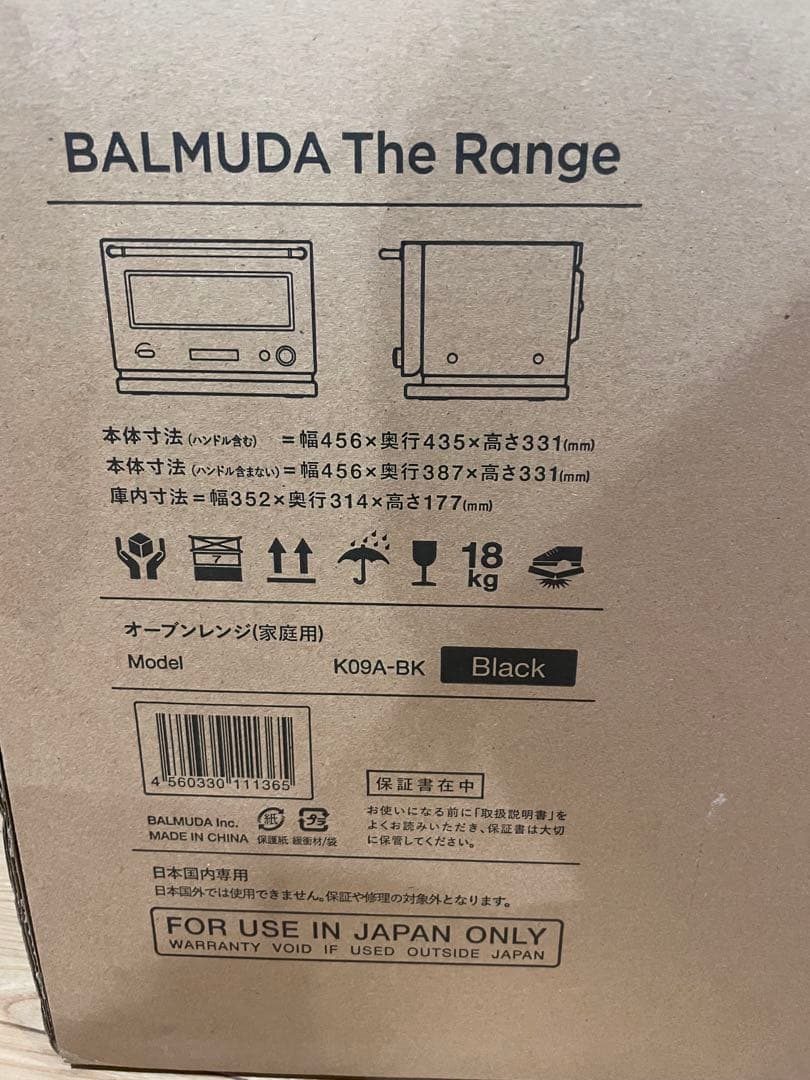 BALMUDA The Range
本体寸法(ハンドル含む) =幅456×奥行435×高さ331(mm)
本体寸法(ハンドル含まない)=幅456×奥行387×高さ331(mm)
庫内寸法=幅352×奥行314×高さ177(mm)
7
18
kg
オーブンレンジ(家庭用)
Model K09A-BK Black
4 560330 111365
保証書在中
お使いになる前に「取扱説明書」を
よくお読みいただき、保証書は大切
に保管してください。
BALMUDA Inc.
MADE IN CHINA
紙 プラ
保護紙 緩衝材/袋
日本国内専用
日本国外では使用できません。保証や修理の対象外となります。
FOR USE IN JAPAN ONLY
WARRANTY VOID IF USED OUTSIDE JAPAN